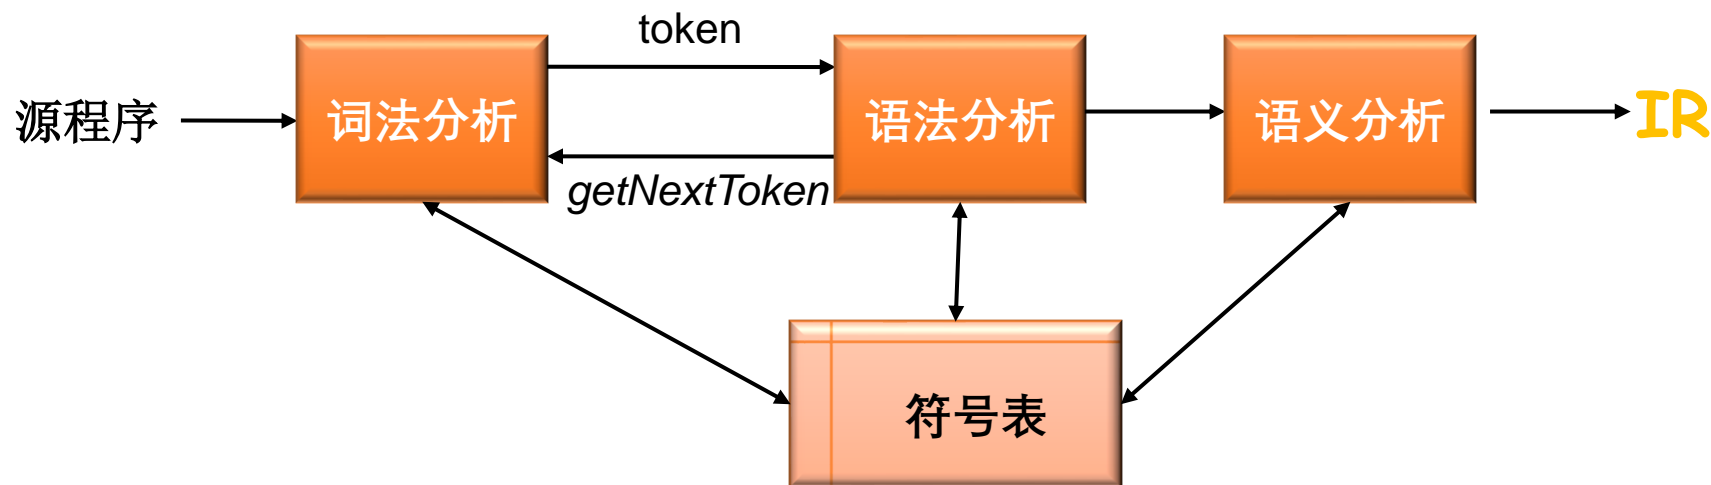 token
源程序
词法分析
语法分析
语义分析
IR
getNextToken
符号表